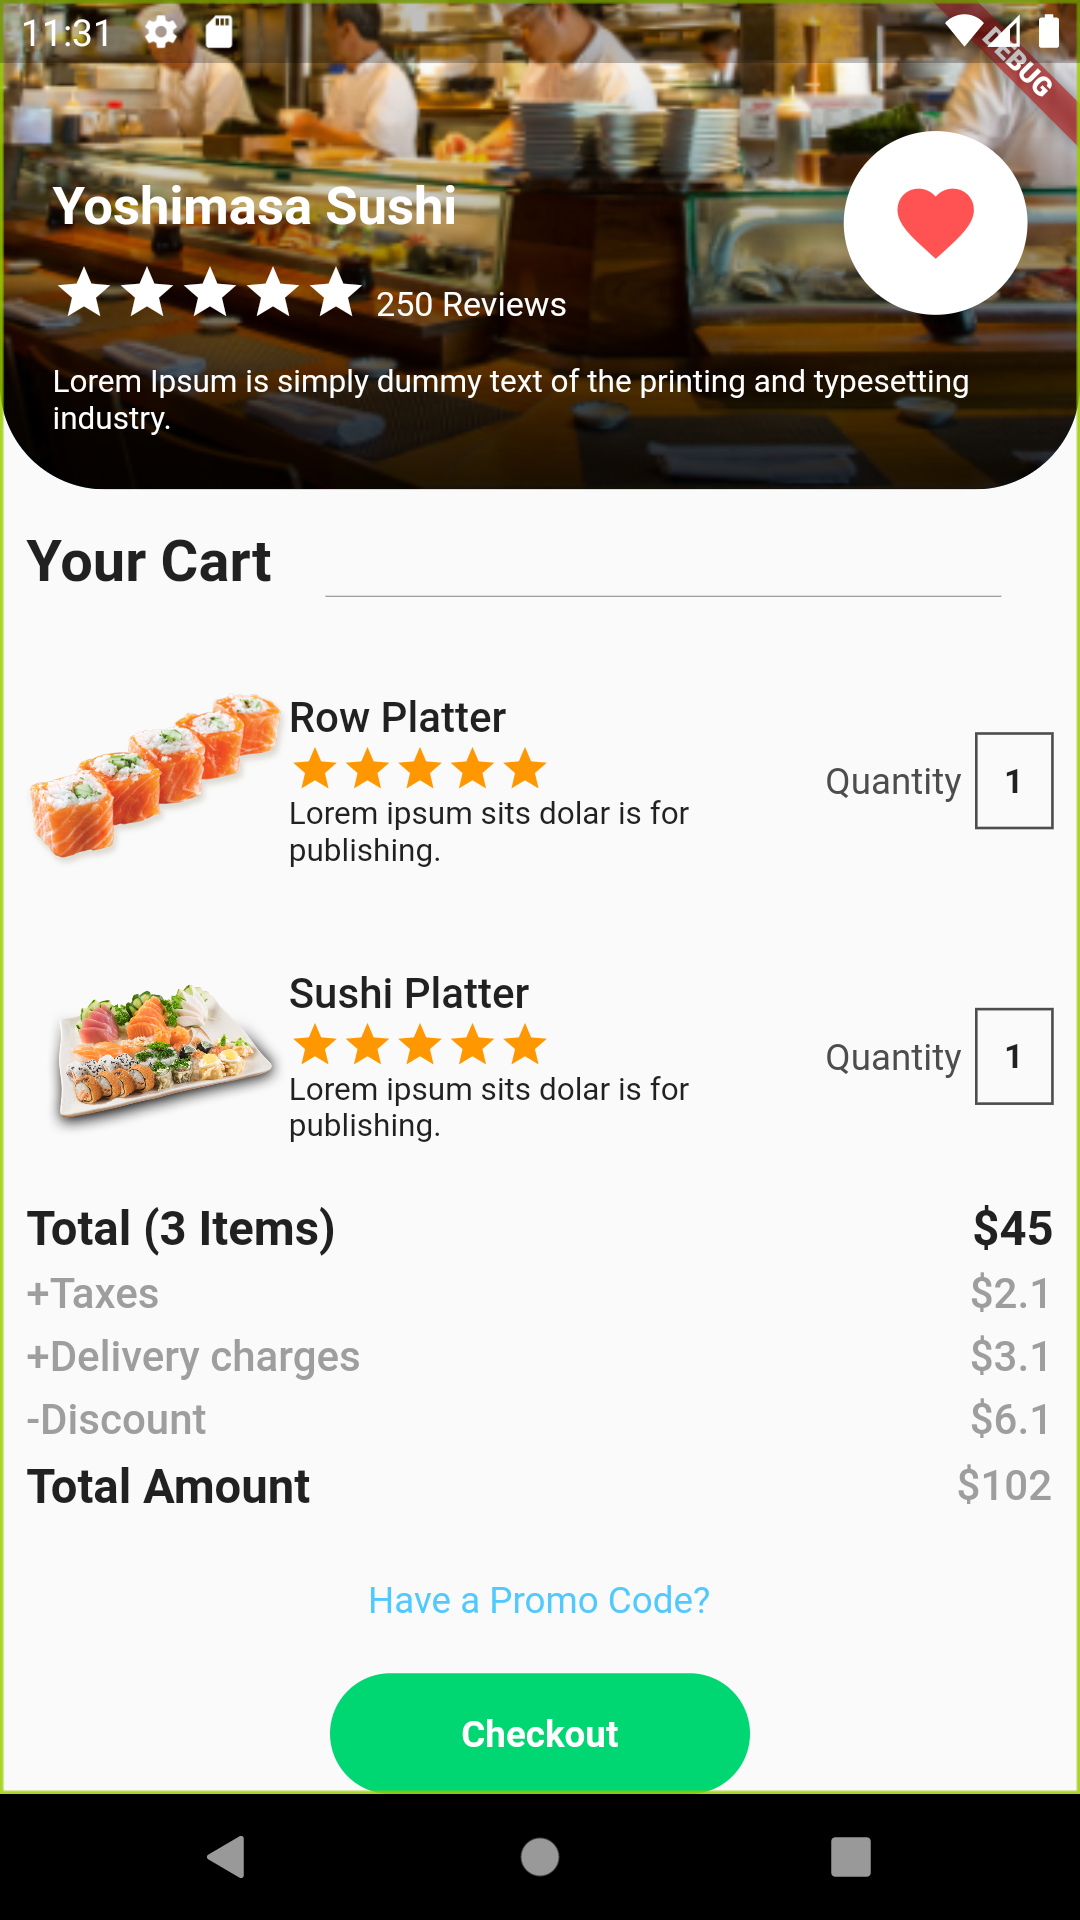 11:31
DEBUG
Yoshimasa Sushi
250 Reviews
Lorem Ipsum is simply dummy text of the printing and typesetting
industry.
Your Cart
Row Platter
Lorem ipsum sits dolar is for
publishing.
Quantity 1
Sushi Platter
Lorem ipsum sits dolar is for
publishing.
Quantity 1
Total (3 Items) $45
+Taxes $2.1
+Delivery charges $3.1
-Discount $6.1
Total Amount $102
Have a Promo Code?
Checkout